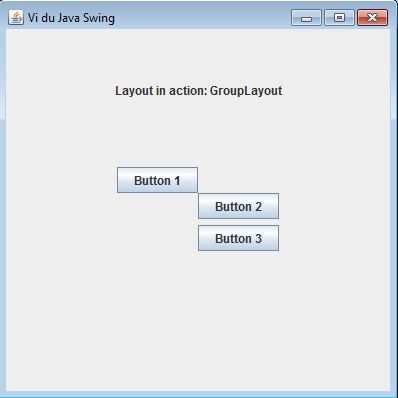 Vi du Java Swing
Layout in action: GroupLayout
Button 1
Button 2
Button 3